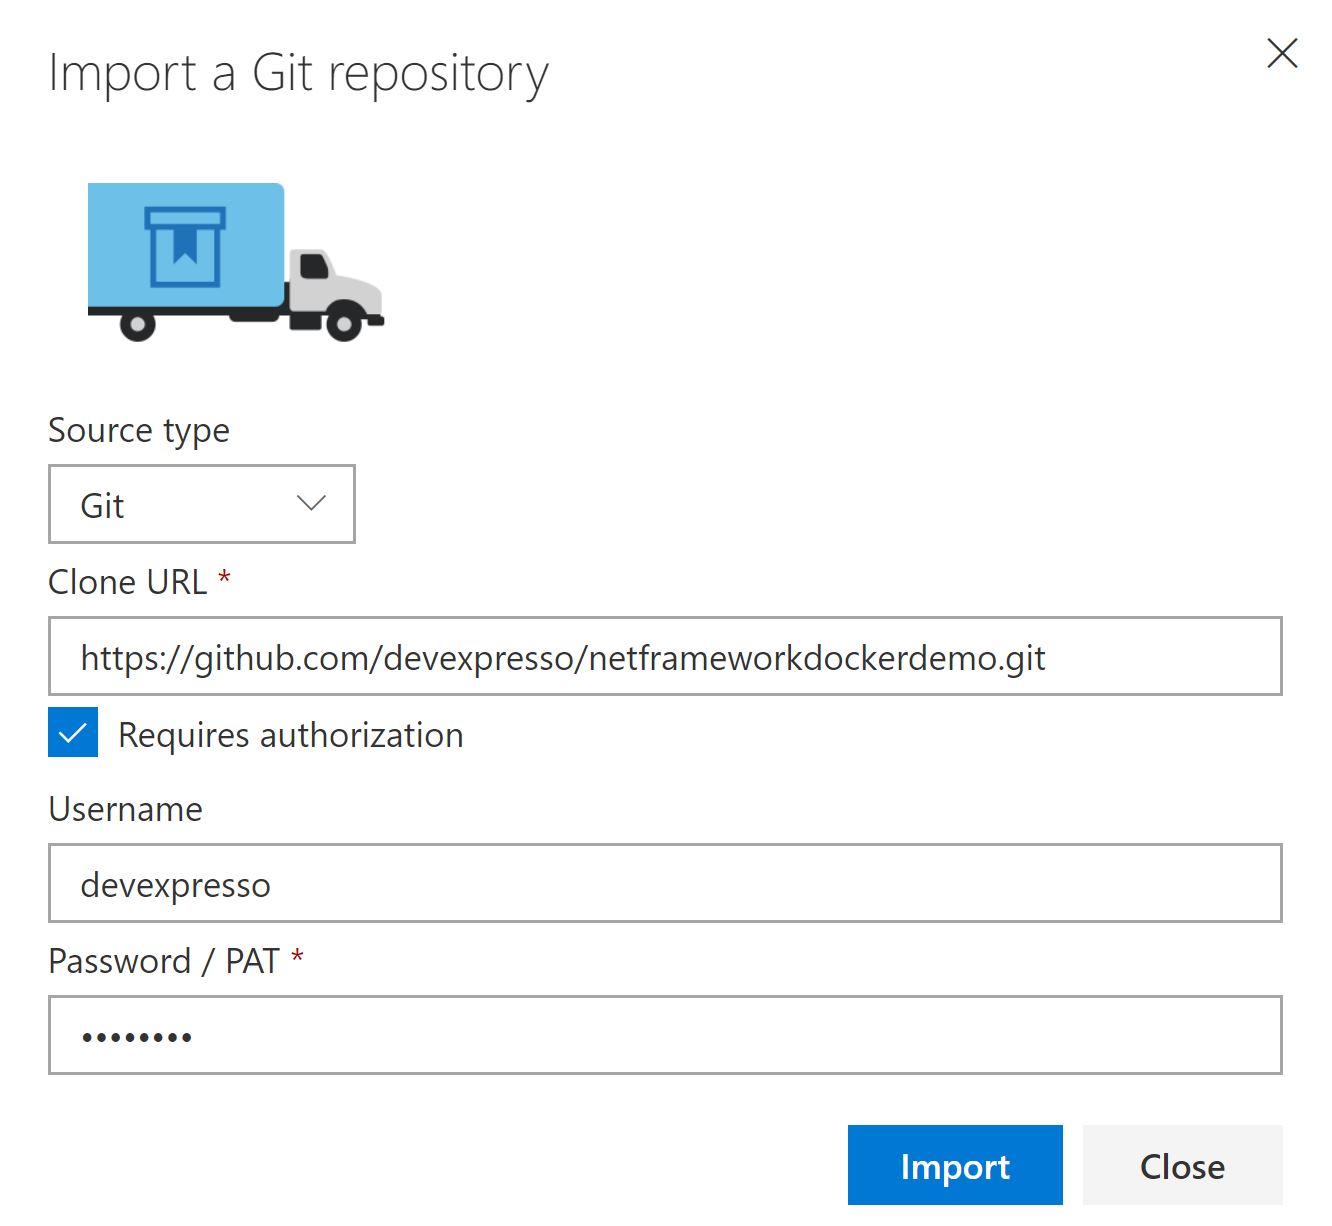 Import a Git repository
Source type
Git
Clone URL *
https://github.com/devexpresso/netframeworkdockerdemo.git
Requires authorization
Username
devexpresso
Password / PAT *
••••••••
Import
Close